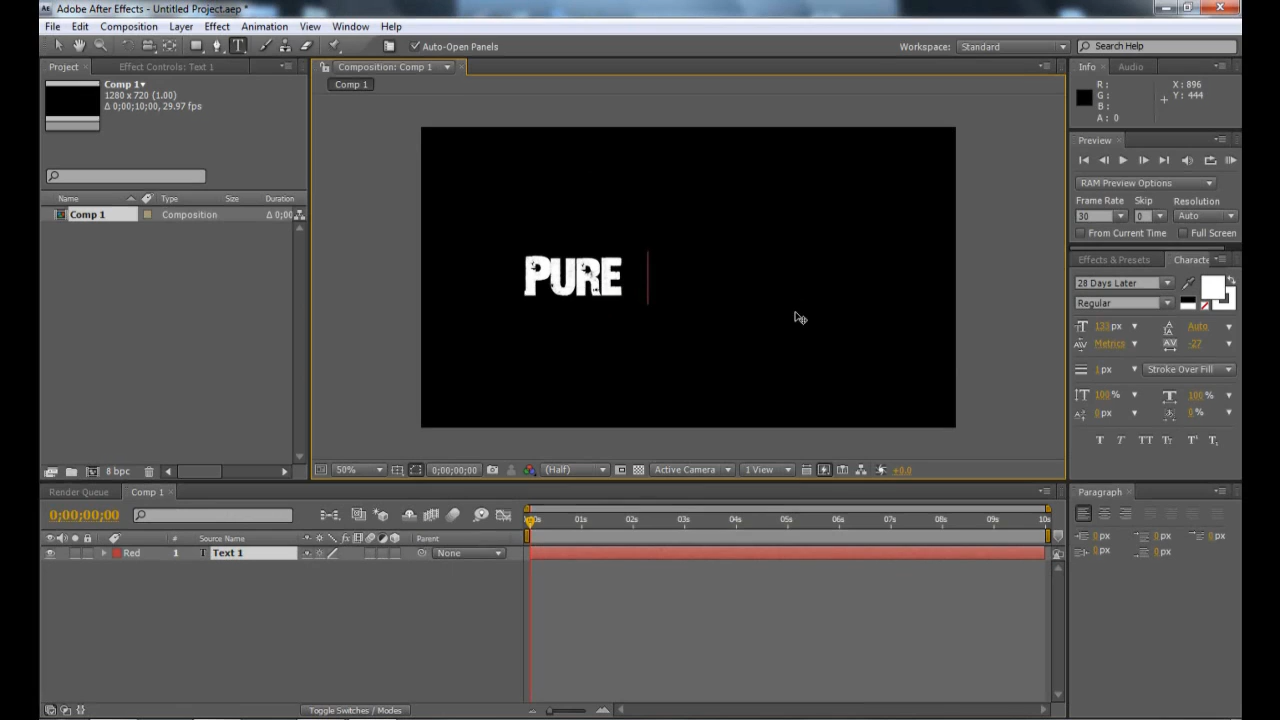 Adobe After Effects - Untitled Project.aep *
File Edit Composition Layer Effect Animation View Window Help
Auto-Open Panels
Workspace: Standard
Search Help
Project
Effect Controls: Text 1
Comp 1
1280 x 720 (1.00)
Δ 0;00;10;00, 29.97 fps
Name Type Size Duration
Comp 1 Composition Δ 0;00
8 bpc
Composition: Comp 1
Comp 1
PURE
50% 0;00;00;00 (Half) Active Camera 1 View +0.0
Info Audio
R :
G :
B :
A : 0
X : 896
Y : 444
Preview
RAM Preview Options
Frame Rate Skip Resolution
30 0 Auto
From Current Time Full Screen
Effects & Presets Characte
28 Days Later
Regular
133 px Auto
Metrics -27
1 px Stroke Over Fill
100 % 100 %
0 px 0 %
T T TT Tt T¹ T₁
Render Queue Comp 1
0;00;00;00
# Source Name Parent
Red 1 T Text 1 None
01s 02s 03s 04s 05s 06s 07s 08s 09s 10s
Toggle Switches / Modes
Paragraph
0 px 0 px 0 px
0 px 0 px